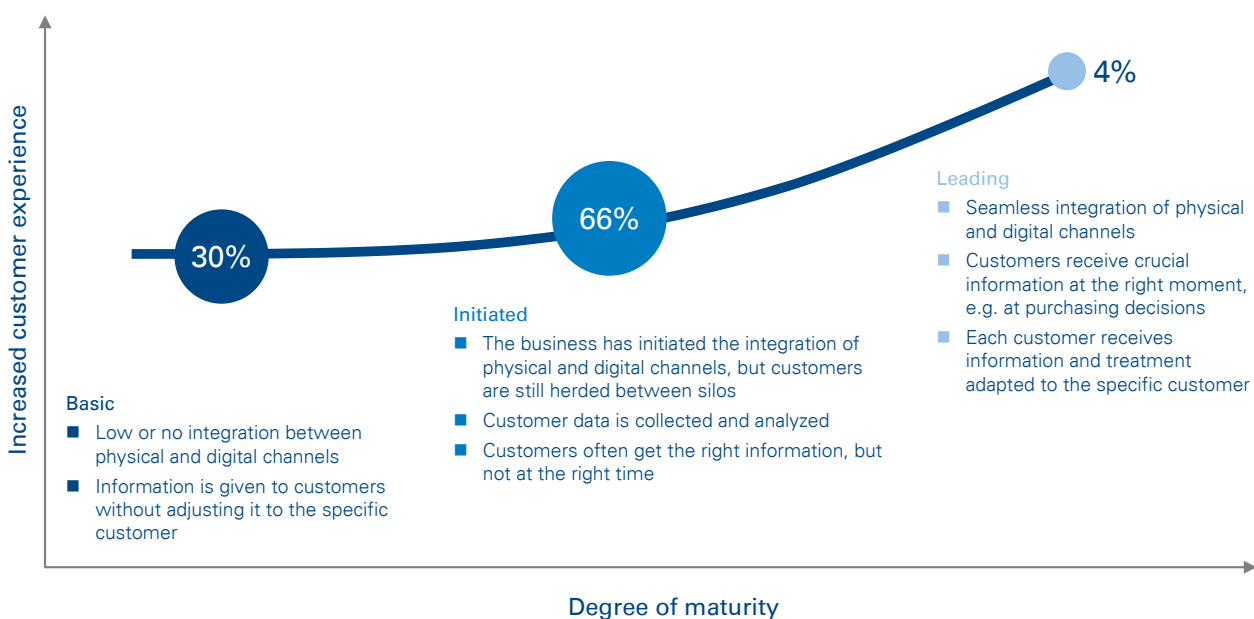 Increased customer experience
30%
66%
4%
Basic
Low or no integration between
physical and digital channels
Information is given to customers
without adjusting it to the specific
customer
Initiated
The business has initiated the integration of
physical and digital channels, but customers
are still herded between silos
Customer data is collected and analyzed
Customers often get the right information, but
not at the right time
Leading
Seamless integration of physical
and digital channels
Customers receive crucial
information at the right moment,
e.g. at purchasing decisions
Each customer receives
information and treatment
adapted to the specific customer
Degree of maturity